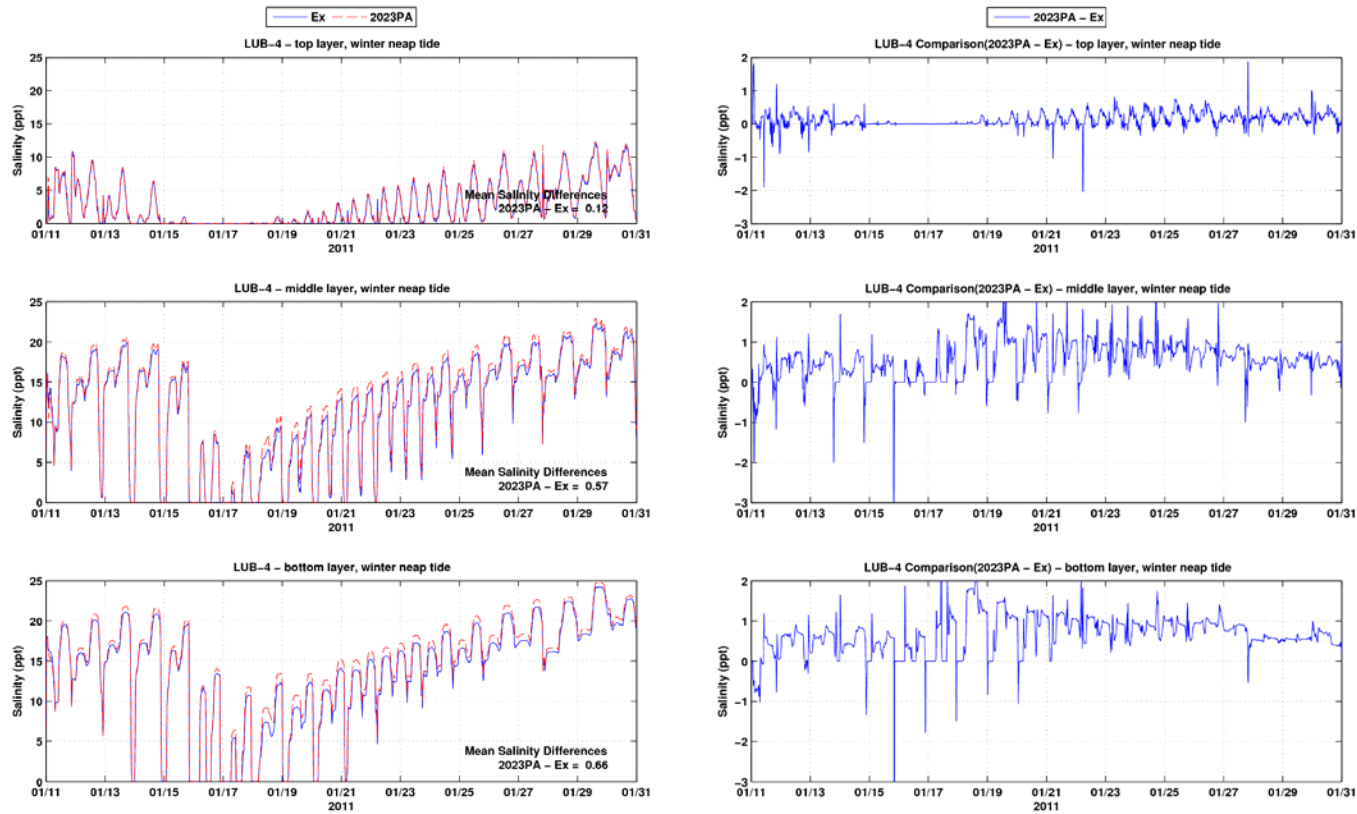 Ex 2023PA
LUB-4 - top layer, winter neap tide
25
20
15
10
5
0
Salinity (ppt)
Mean Salinity Differences
2023PA - Ex = 0.12
01/11 01/13 01/15 01/17 01/19 01/21 01/23 01/25 01/27 01/29 01/31
2011
2023PA - Ex
LUB-4 Comparison(2023PA - Ex) - top layer, winter neap tide
2
1
0
-1
-2
-3
Salinity (ppt)
01/11 01/13 01/15 01/17 01/19 01/21 01/23 01/25 01/27 01/29 01/31
2011
LUB-4 - middle layer, winter neap tide
25
20
15
10
5
0
Salinity (ppt)
Mean Salinity Differences
2023PA - Ex = 0.57
01/11 01/13 01/15 01/17 01/19 01/21 01/23 01/25 01/27 01/29 01/31
2011
LUB-4 Comparison(2023PA - Ex) - middle layer, winter neap tide
2
1
0
-1
-2
-3
Salinity (ppt)
01/11 01/13 01/15 01/17 01/19 01/21 01/23 01/25 01/27 01/29 01/31
2011
LUB-4 - bottom layer, winter neap tide
25
20
15
10
5
0
Salinity (ppt)
Mean Salinity Differences
2023PA - Ex = 0.66
01/11 01/13 01/15 01/17 01/19 01/21 01/23 01/25 01/27 01/29 01/31
2011
LUB-4 Comparison(2023PA - Ex) - bottom layer, winter neap tide
2
1
0
-1
-2
-3
Salinity (ppt)
01/11 01/13 01/15 01/17 01/19 01/21 01/23 01/25 01/27 01/29 01/31
2011